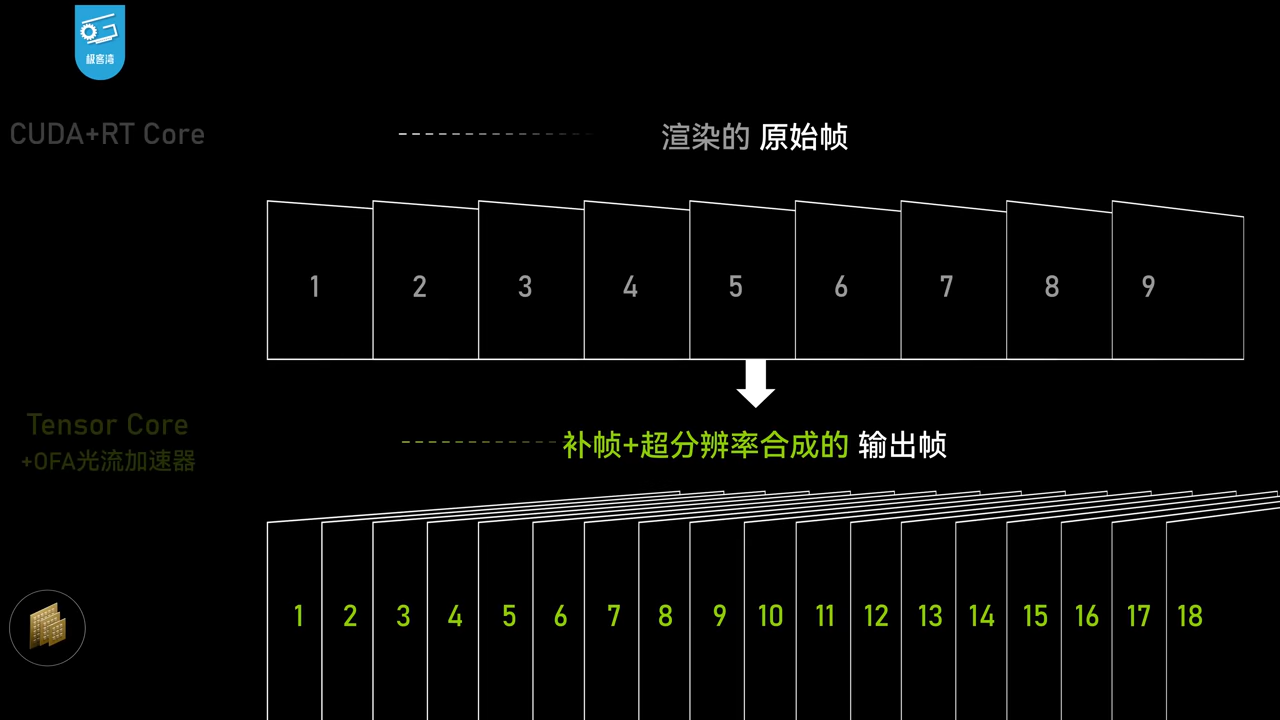 极客湾
CUDA+RT Core
渲染的 原始帧
1 2 3 4 5 6 7 8 9
Tensor Core
+OFA光流加速器
补帧+超分辨率合成的 输出帧
1 2 3 4 5 6 7 8 9 10 11 12 13 14 15 16 17 18